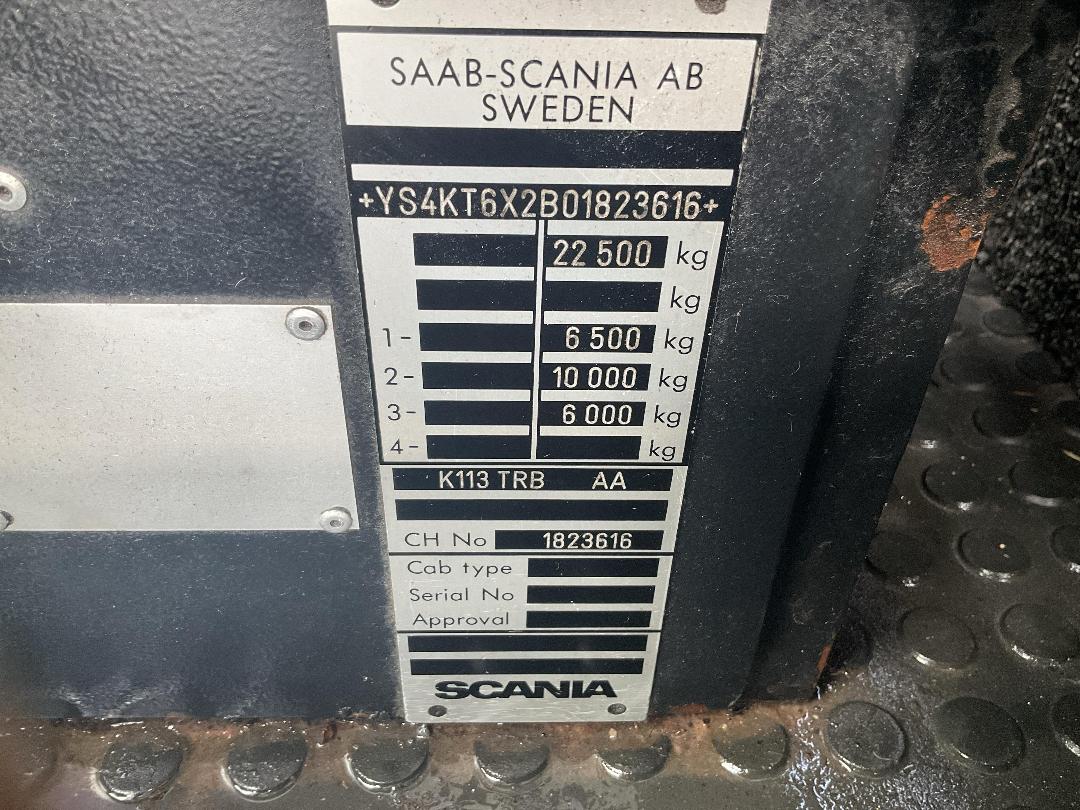 SAAB-SCANIA AB
SWEDEN
+YS4KT6X2B01823616+
22 500 kg
kg
1- 6 500 kg
2- 10 000 kg
3- 6 000 kg
4- kg
K113 TRB AA
CH No 1823616
Cab type
Serial No
Approval
SCANIA